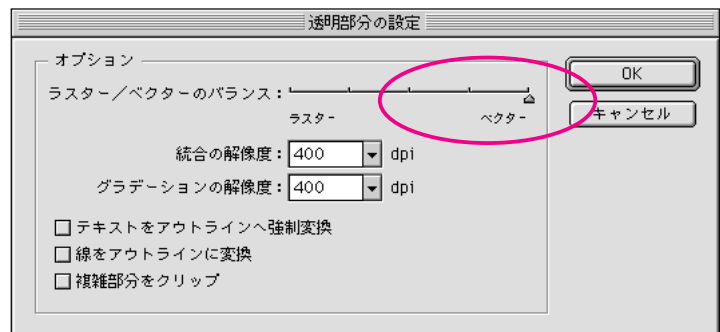 透明部分の設定
オプション
ラスター／ベクターのバランス：
ラスター ベクター
統合の解像度：400 dpi
グラデーションの解像度：400 dpi
テキストをアウトラインへ強制変換
線をアウトラインに変換
複雑部分をクリップ
OK
キャンセル